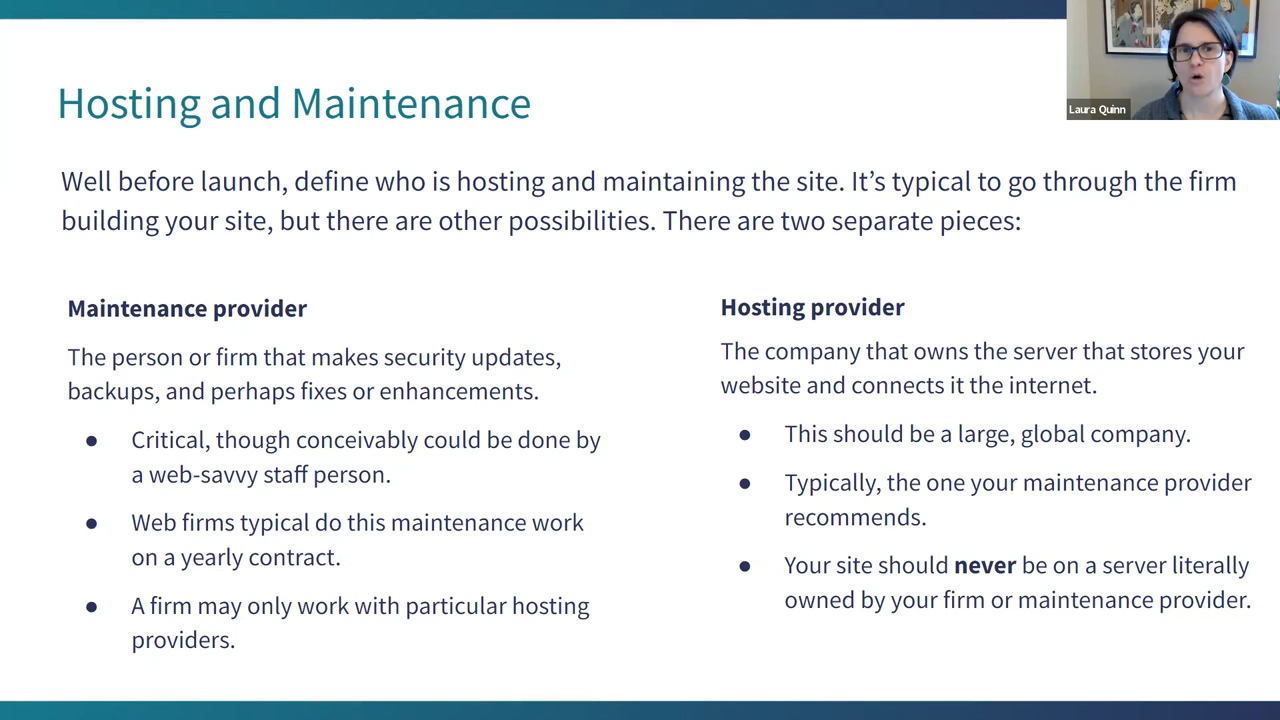 Laura Quinn
Hosting and Maintenance
Well before launch, define who is hosting and maintaining the site. It’s typical to go through the firm
building your site, but there are other possibilities. There are two separate pieces:
Maintenance provider
The person or firm that makes security updates,
backups, and perhaps fixes or enhancements.
● Critical, though conceivably could be done by
a web-savvy staff person.
● Web firms typical do this maintenance work
on a yearly contract.
● A firm may only work with particular hosting
providers.
Hosting provider
The company that owns the server that stores your
website and connects it the internet.
● This should be a large, global company.
● Typically, the one your maintenance provider
recommends.
● Your site should never be on a server literally
owned by your firm or maintenance provider.